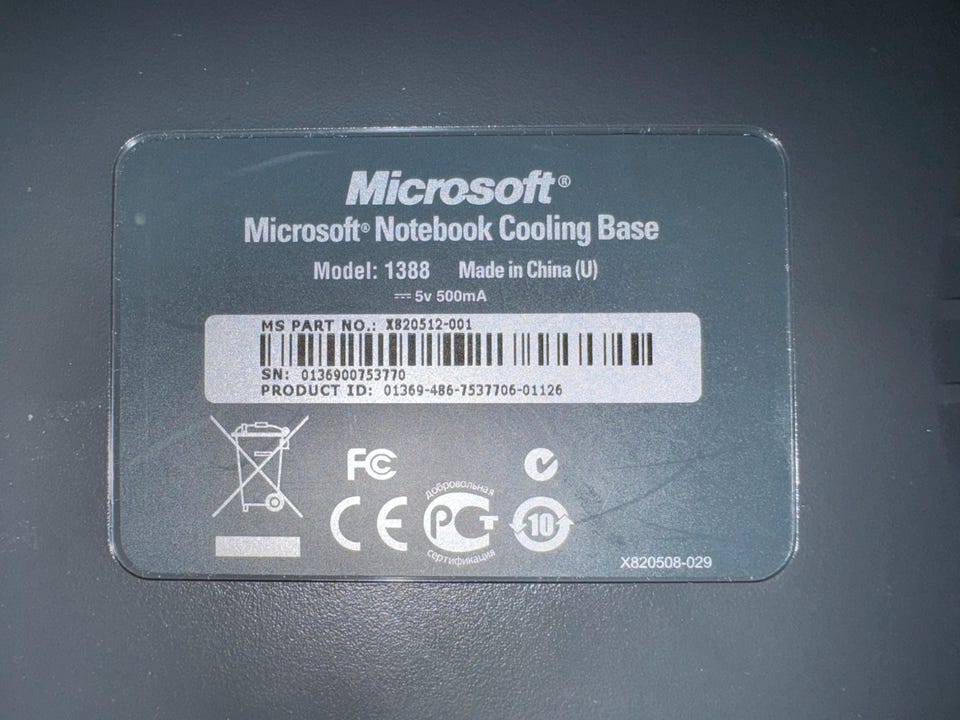 Microsoft®
Microsoft® Notebook Cooling Base
Model: 1388 Made in China (U)
⎓ 5v 500mA
MS PART NO.: X820512-001
SN: 0136900753770
PRODUCT ID: 01369-486-7537706-01126
FC
CE
добровольная
РСТ
сертификация
10
X820508-029